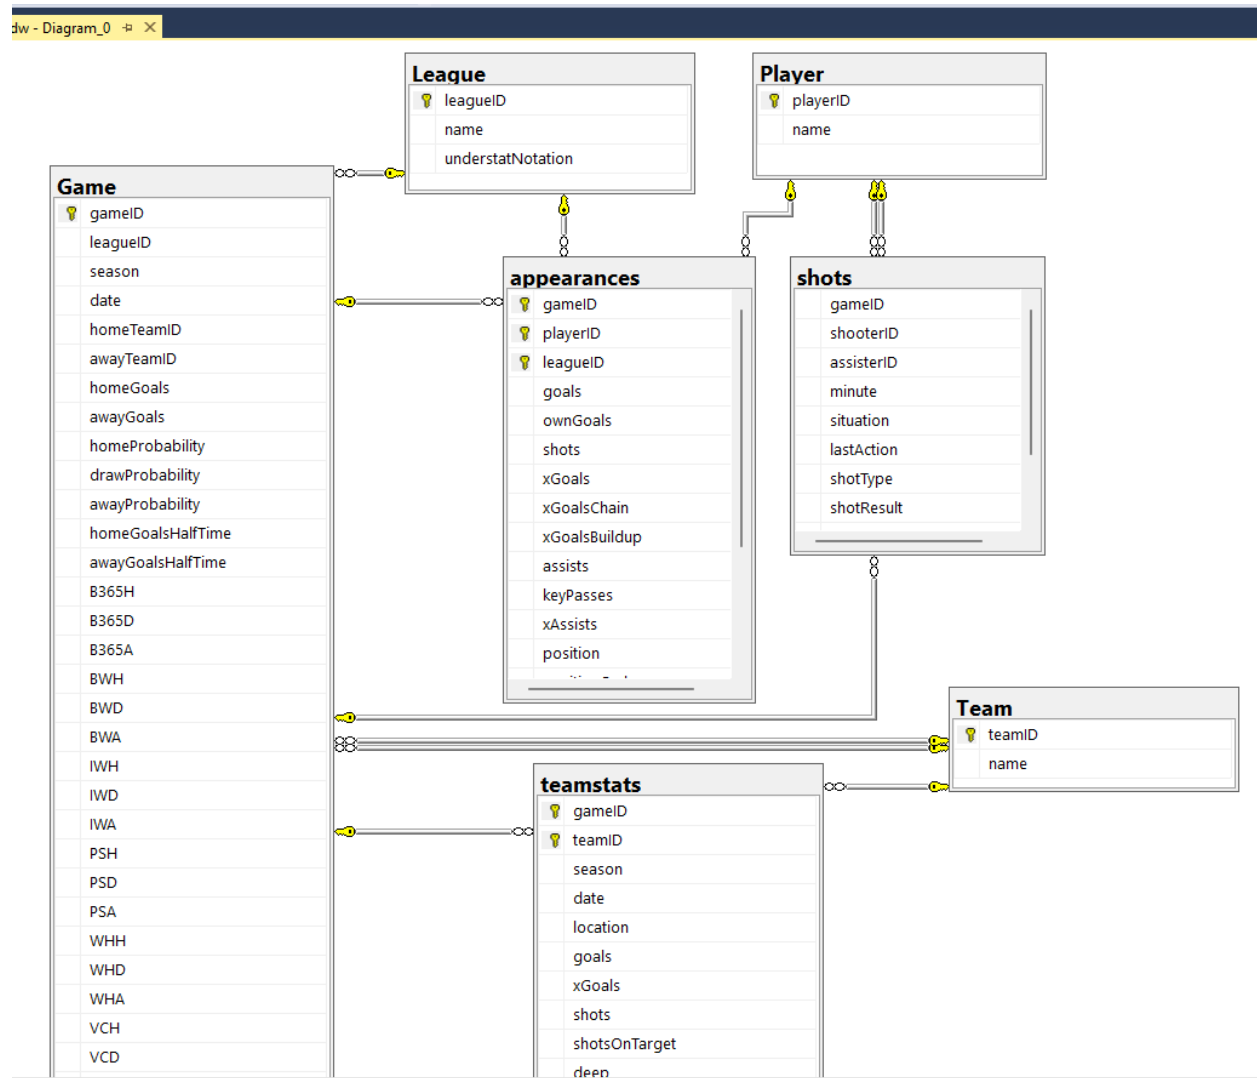 dw - Diagram_0
League
leagueID
name
understatNotation
Player
playerID
name
Game
gameID
leagueID
season
date
homeTeamID
awayTeamID
homeGoals
awayGoals
homeProbability
drawProbability
awayProbability
homeGoalsHalfTime
awayGoalsHalfTime
B365H
B365D
B365A
BWH
BWD
BWA
IWH
IWD
IWA
PSH
PSD
PSA
WHH
WHD
WHA
VCH
VCD
appearances
gameID
playerID
leagueID
goals
ownGoals
shots
xGoals
xGoalsChain
xGoalsBuildup
assists
keyPasses
xAssists
position
shots
gameID
shooterID
assisterID
minute
situation
lastAction
shotType
shotResult
Team
teamID
name
teamstats
gameID
teamID
season
date
location
goals
xGoals
shots
shotsOnTarget
deep